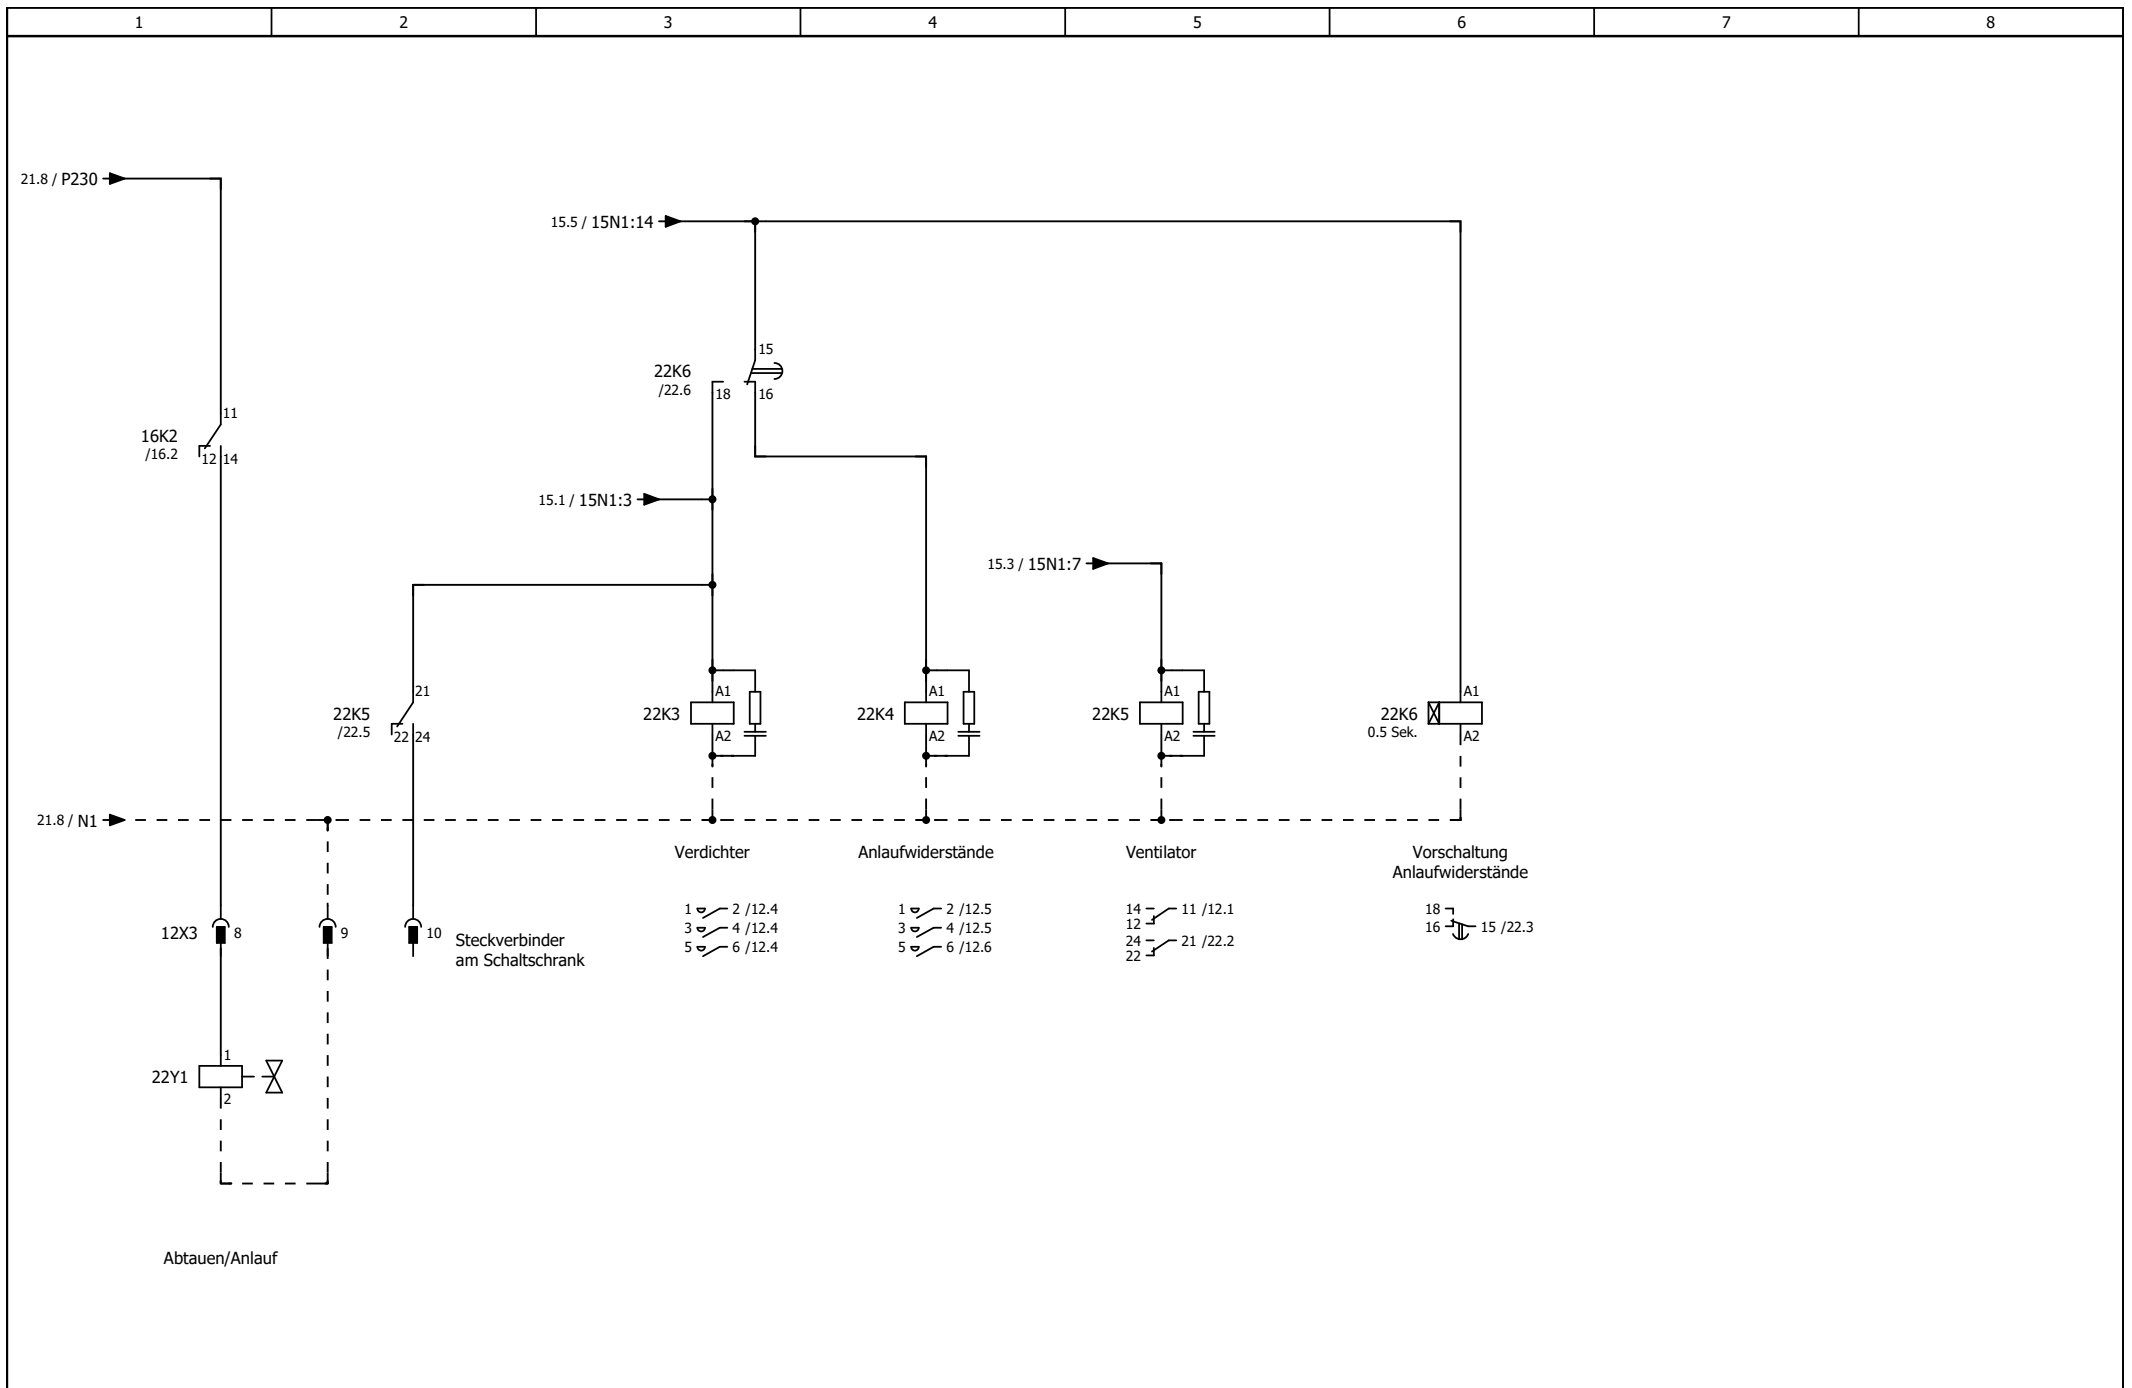 1 2 3 4 5 6 7 8
21.8 / P230
15.5 / 15N1:14
15
22K6
/22.6
18 16
11
16K2
/16.2
12 14
15.1 / 15N1:3
15.3 / 15N1:7
21
22K5
/22.5
22 24
A1
22K3
A2
A1
22K4
A2
A1
22K5
A2
A1
22K6
0.5 Sek.
A2
21.8 / N1
Verdichter
Anlaufwiderstände
Ventilator
Vorschaltung
Anlaufwiderstände
1 2 /12.4
3 4 /12.4
5 6 /12.4
1 2 /12.5
3 4 /12.5
5 6 /12.6
14 11 /12.1
12
24 21 /22.2
22
18
16 15 /22.3
12X3 8 9 10
Steckverbinder
am Schaltschrank
1
22Y1
2
Abtauen/Anlauf